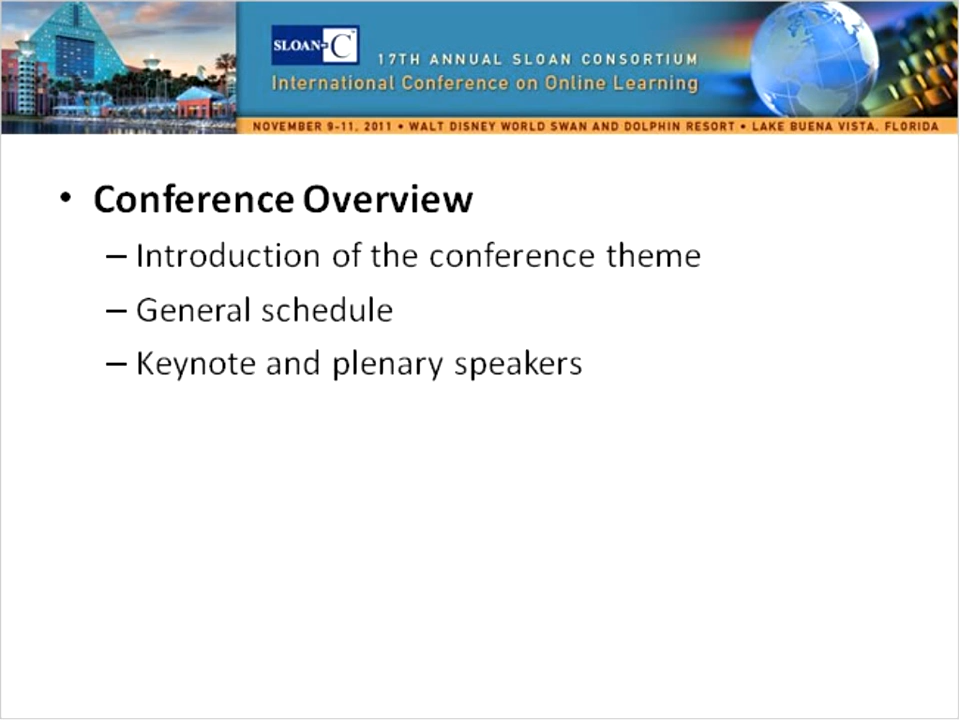 SLOAN-C
17TH ANNUAL SLOAN CONSORTIUM
International Conference on Online Learning
NOVEMBER 9-11, 2011 • WALT DISNEY WORLD SWAN AND DOLPHIN RESORT • LAKE BUENA VISTA, FLORIDA
• Conference Overview
– Introduction of the conference theme
– General schedule
– Keynote and plenary speakers